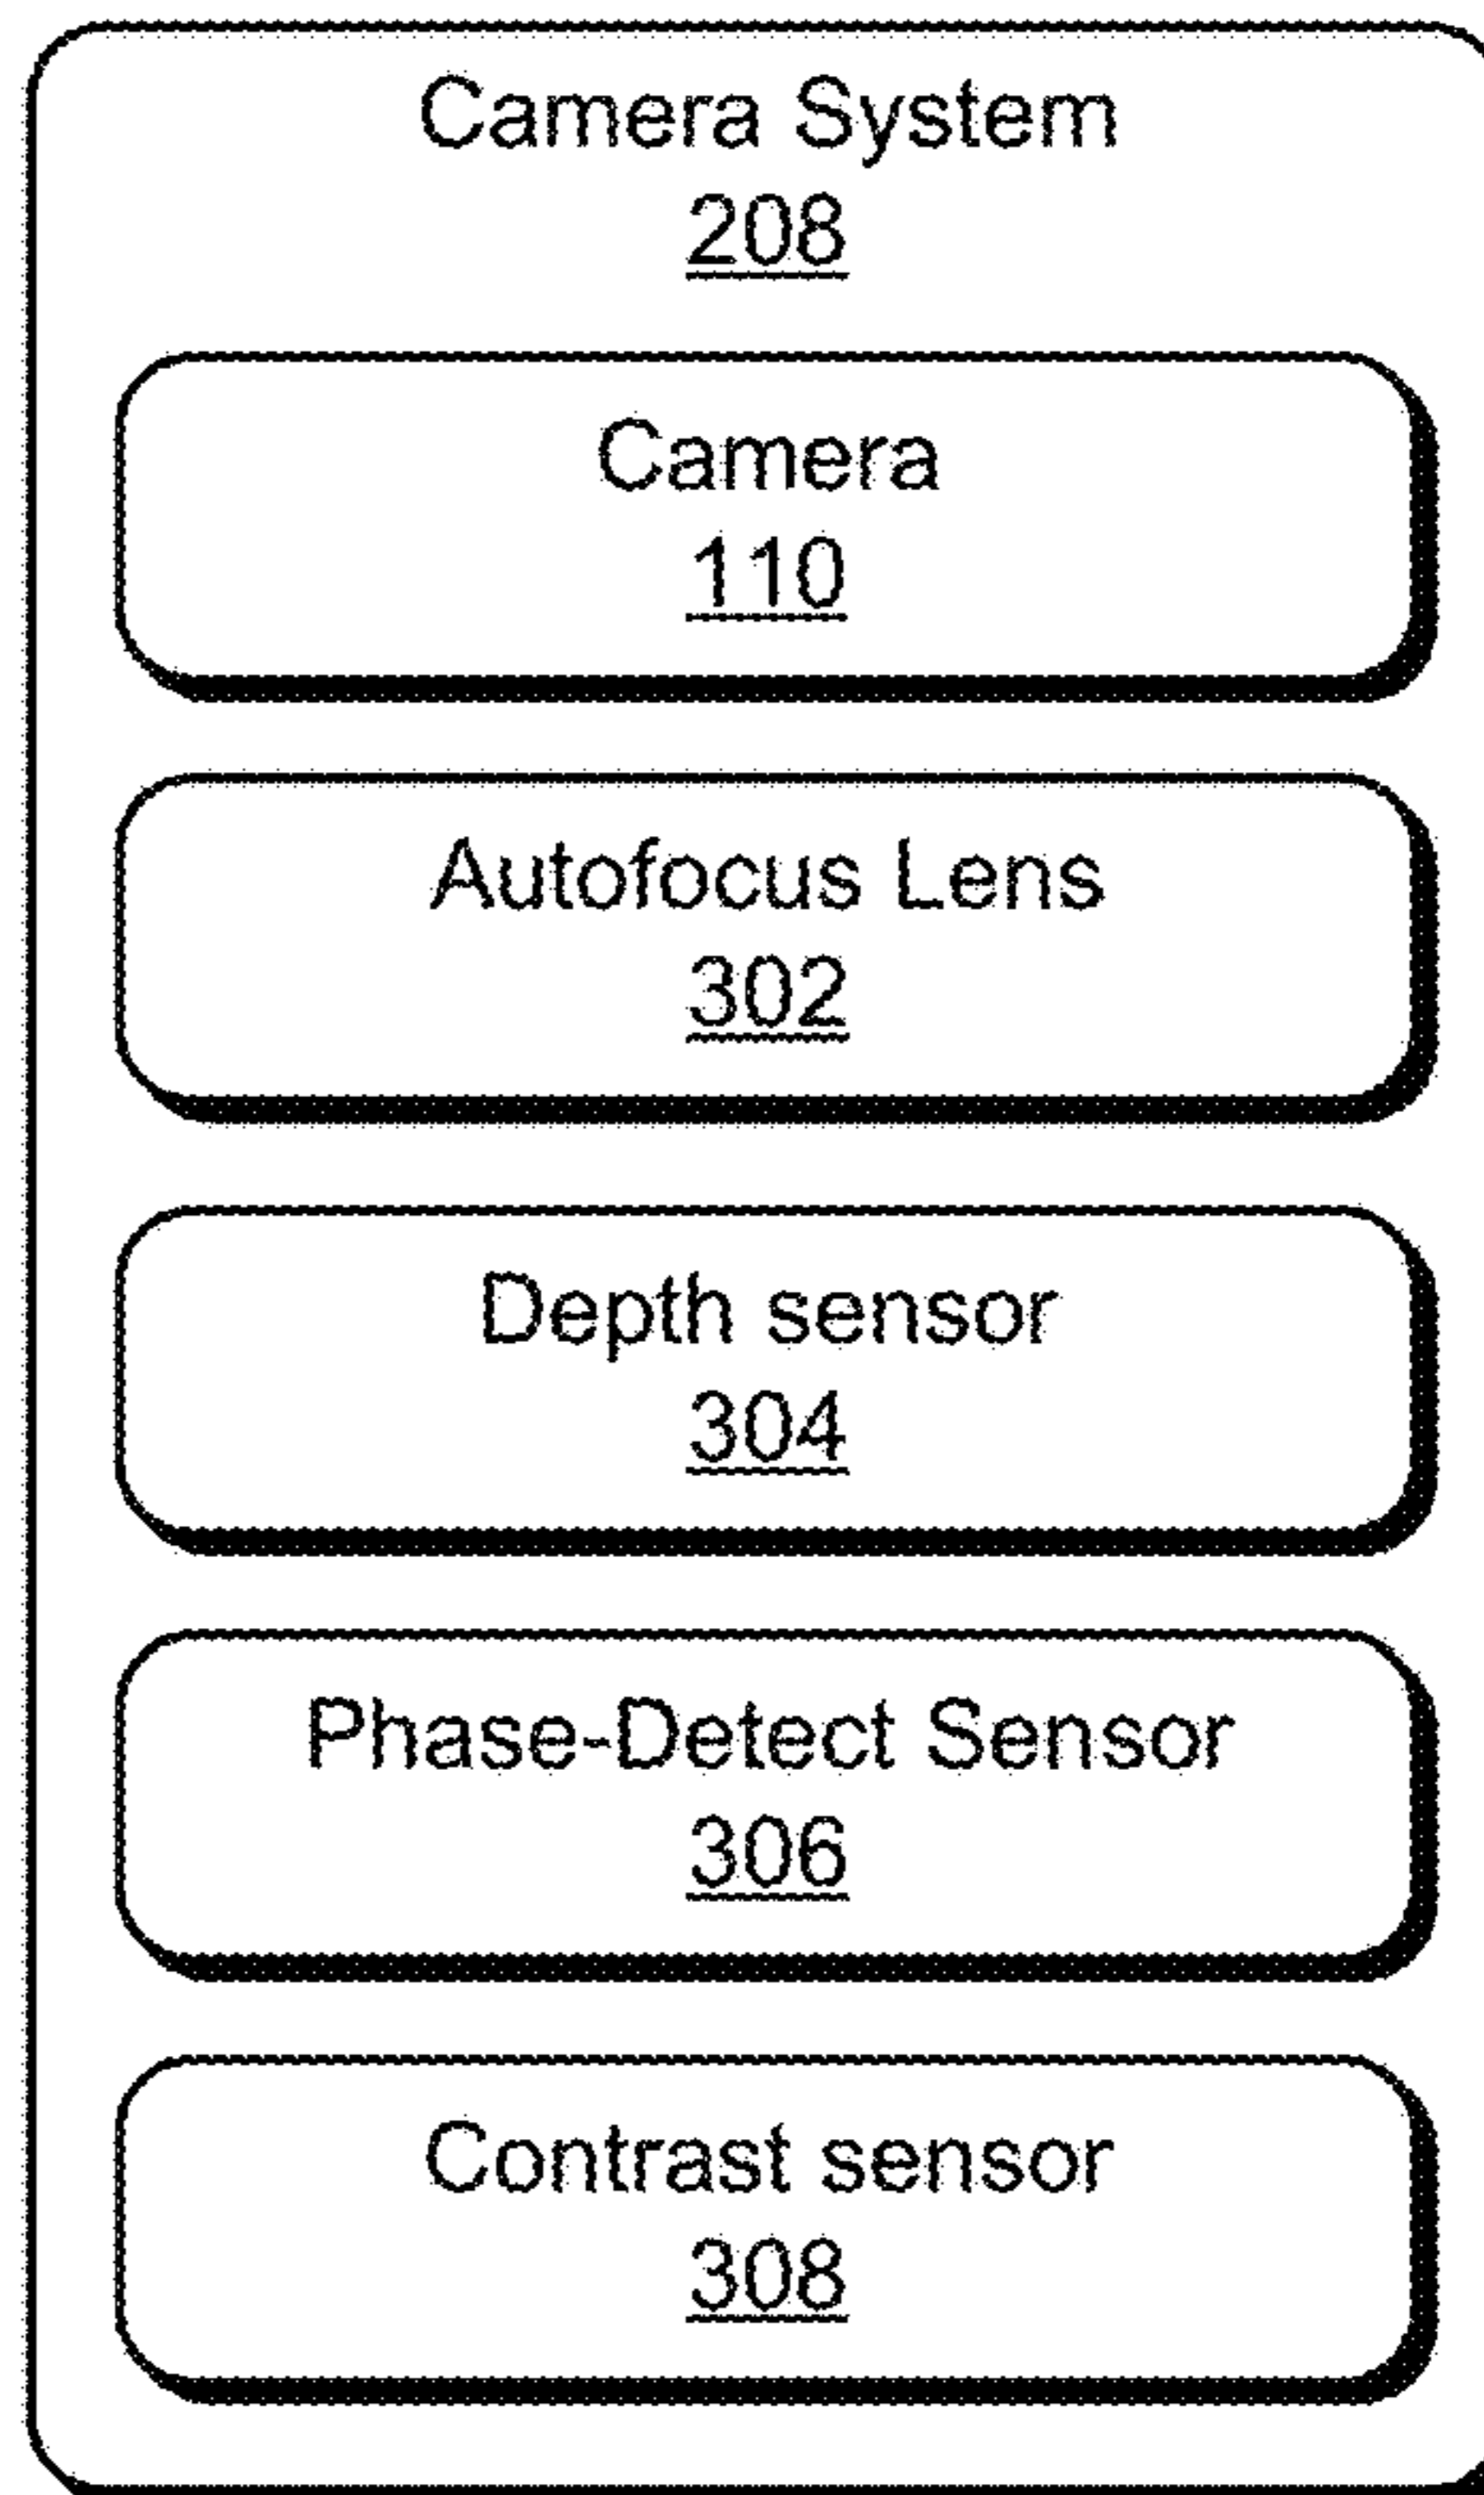 Camera System
208
Camera
110
Autofocus Lens
302
Depth sensor
304
Phase-Detect Sensor
306
Contrast sensor
308